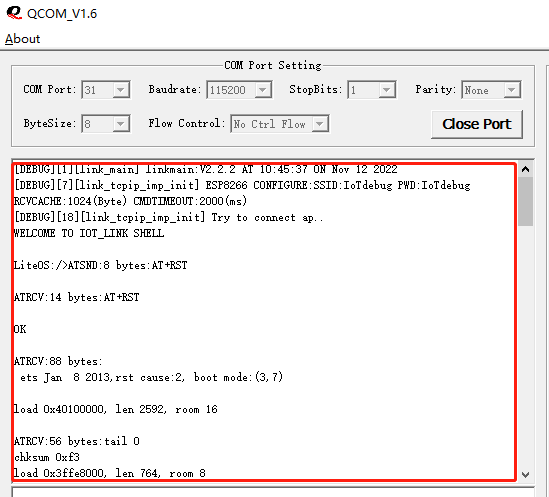 QCOM_V1.6
About
COM Port Setting
COM Port: 31 Baudrate: 115200 StopBits: 1 Parity: None
ByteSize: 8 Flow Control: No Ctrl Flow Close Port
[DEBUG][1][link_main] linkmain:V2.2.2 AT 10:45:37 ON Nov 12 2022
[DEBUG][7][link_tcpip_imp_init] ESP8266 CONFIGURE:SSID:IoTdebug PWD:IoTdebug
RCVCACHE:1024(Byte) CMDTIMEOUT:2000(ms)
[DEBUG][18][link_tcpip_imp_init] Try to connect ap..
WELCOME TO IOT_LINK SHELL
LiteOS:/>ATSND:8 bytes:AT+RST
ATRCV:14 bytes:AT+RST
OK
ATRCV:88 bytes:
ets Jan  8 2013,rst cause:2, boot mode:(3,7)
load 0x40100000, len 2592, room 16
ATRCV:56 bytes:tail 0
chksum 0xf3
load 0x3ffe8000, len 764, room 8